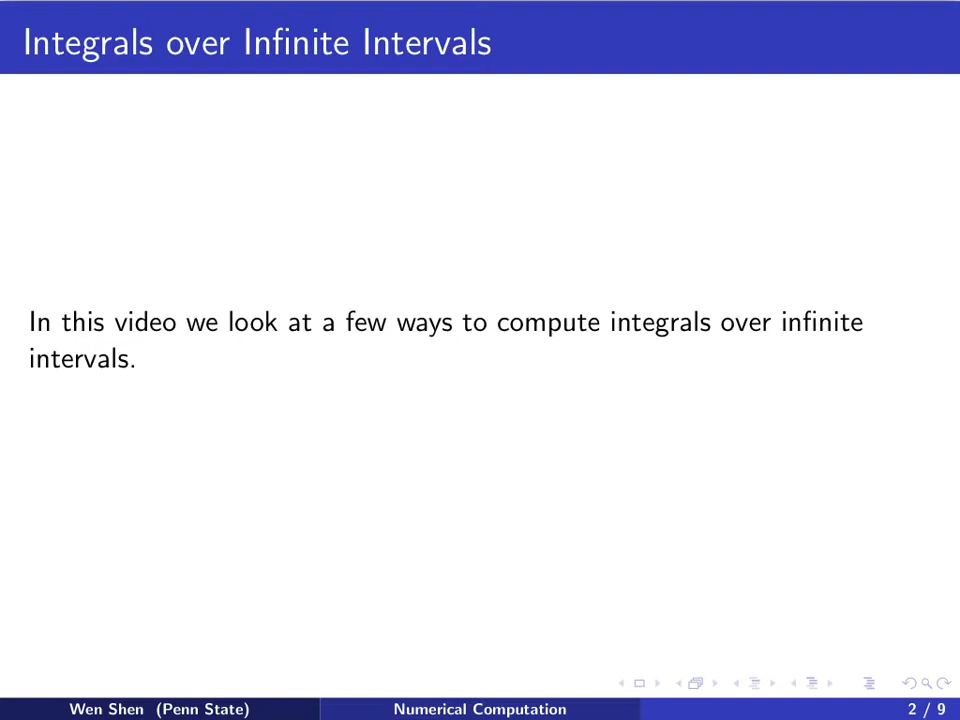 Integrals over Infinite Intervals
In this video we look at a few ways to compute integrals over infinite
intervals.
Wen Shen (Penn State) Numerical Computation 2 / 9